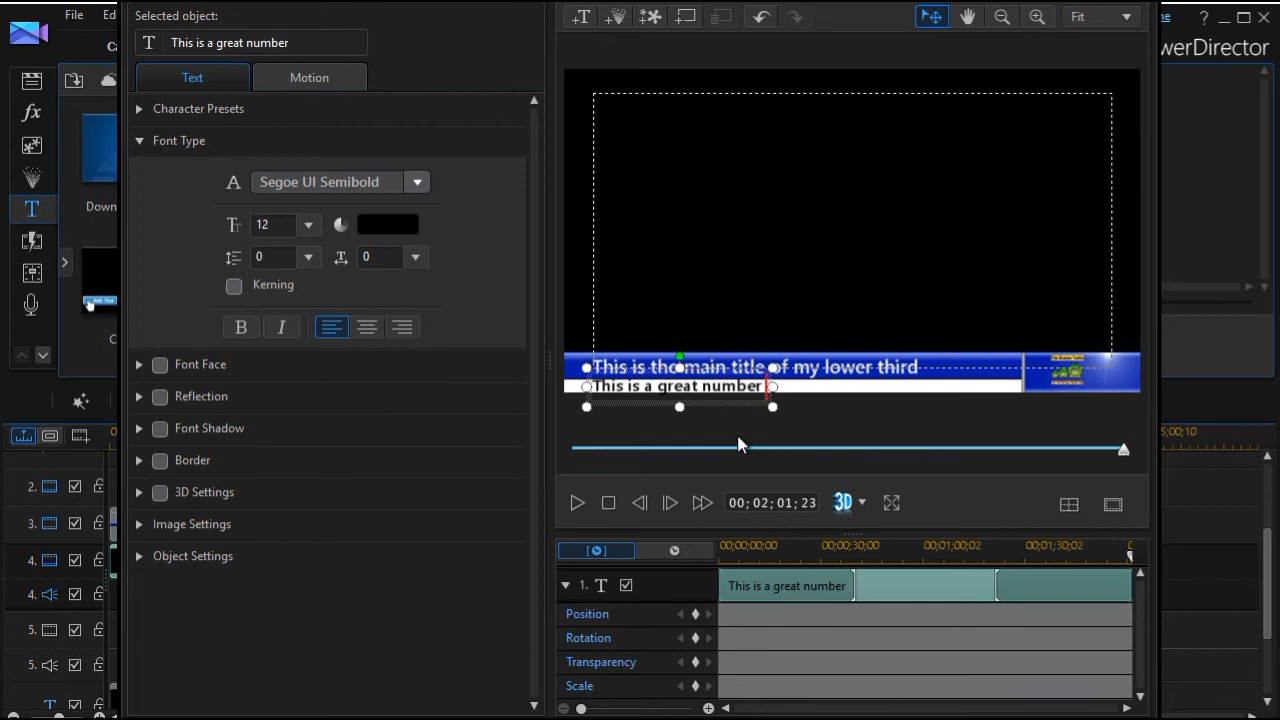 Selected object:
This is a great number
Text
Motion
Character Presets
Font Type
A
Segoe UI Semibold
12
0
0
Kerning
B
I
Font Face
Reflection
Font Shadow
Border
3D Settings
Image Settings
Object Settings
Fit
This is the main title of my lower third
This is a great number
00; 02; 01; 23
3D
00;00;00;00
00;00;30;00
00;01;00;02
00;01;30;02
1.
This is a great number
Position
Rotation
Transparency
Scale
File
werDirector
Down
2.
3.
4.
4.
5.
5.
5;00;10